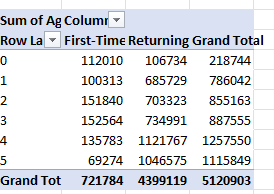 Sum of Ag Column
Row La First-Time Returning Grand Total
0 112010 106734 218744
1 100313 685729 786042
2 151840 703323 855163
3 152564 734991 887555
4 135783 1121767 1257550
5 69274 1046575 1115849
Grand Tot 721784 4399119 5120903